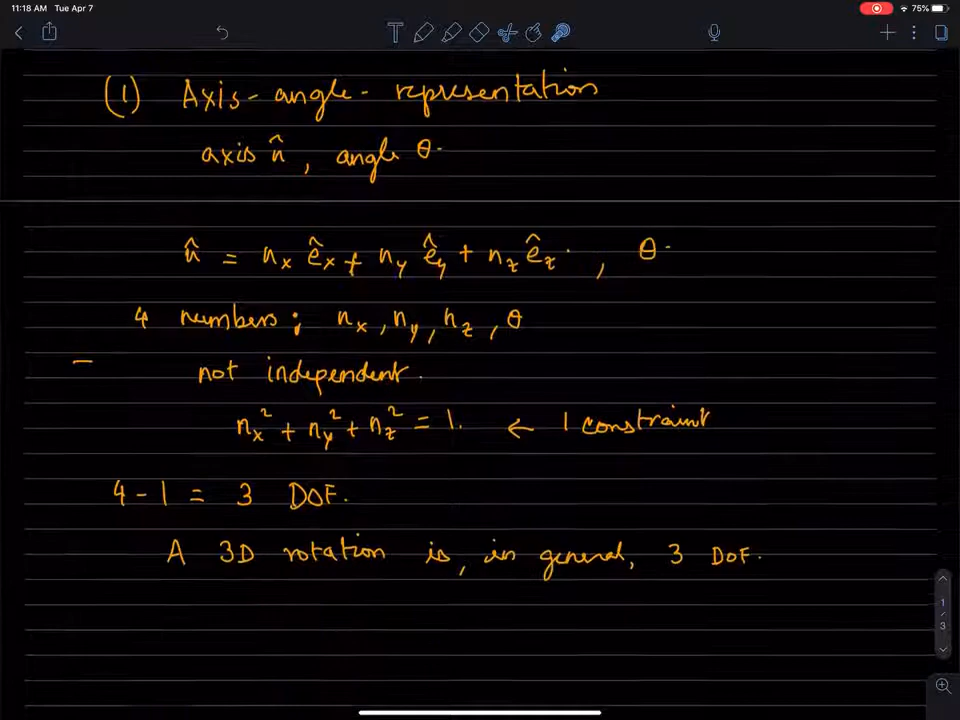 11:18 AM Tue Apr 7
75%
(1) Axis-angle-representation
axis n̂, angle θ.
n̂ = nx êx + ny êy + nz êz. , θ.
4 numbers; nx, ny, nz, θ
not independent.
nx² + ny² + nz² = 1. ← 1 constraint
4 - 1 = 3 DOF.
A 3D rotation is, in general, 3 DOF.
1
3